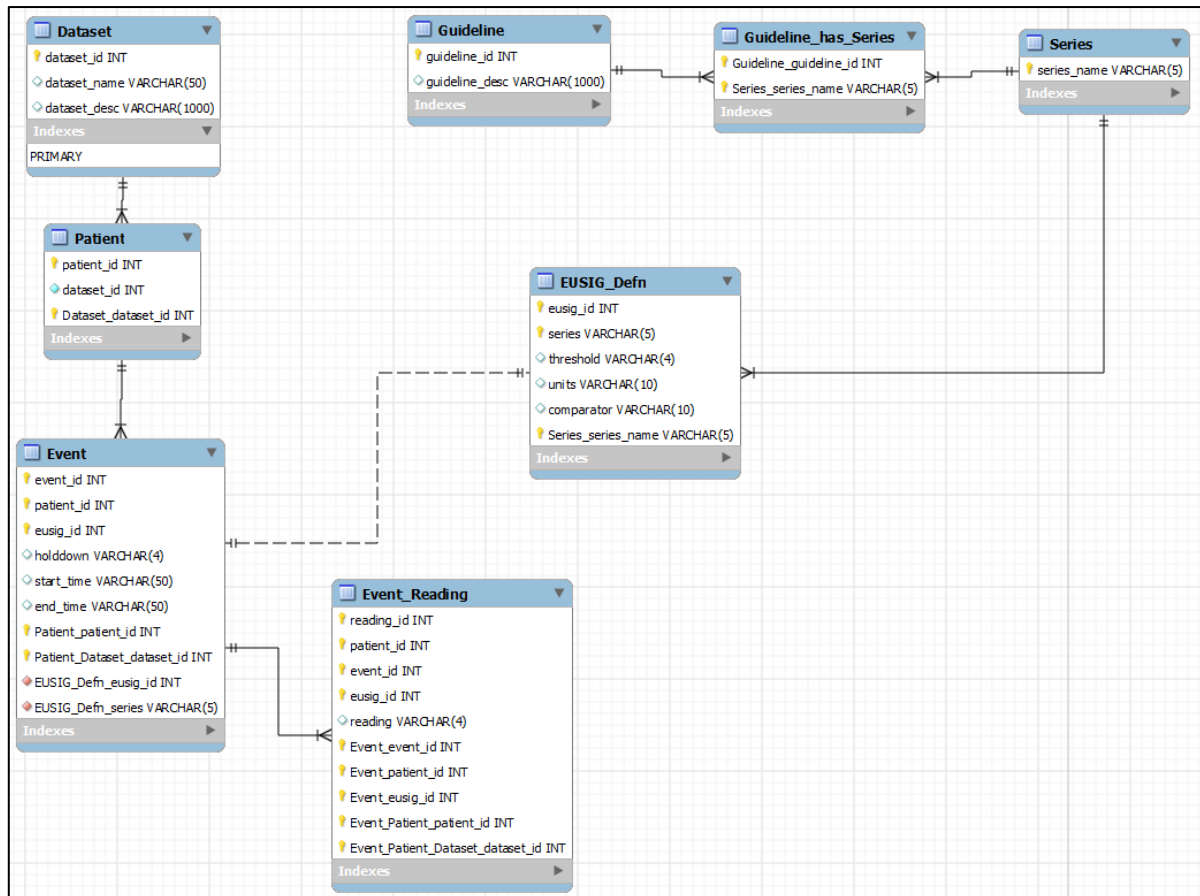 Dataset
dataset_id INT
dataset_name VARCHAR(50)
dataset_desc VARCHAR(1000)
Indexes
PRIMARY
Guideline
guideline_id INT
guideline_desc VARCHAR(1000)
Indexes
Guideline_has_Series
Guideline_guideline_id INT
Series_series_name VARCHAR(5)
Indexes
Series
series_name VARCHAR(5)
Indexes
Patient
patient_id INT
dataset_id INT
Dataset_dataset_id INT
Indexes
EUSIG_Defn
eusig_id INT
series VARCHAR(5)
threshold VARCHAR(4)
units VARCHAR(10)
comparator VARCHAR(10)
Series_series_name VARCHAR(5)
Indexes
Event
event_id INT
patient_id INT
eusig_id INT
holddown VARCHAR(4)
start_time VARCHAR(50)
end_time VARCHAR(50)
Patient_patient_id INT
Patient_Dataset_dataset_id INT
EUSIG_Defn_eusig_id INT
EUSIG_Defn_series VARCHAR(5)
Indexes
Event_Reading
reading_id INT
patient_id INT
event_id INT
eusig_id INT
reading VARCHAR(4)
Event_event_id INT
Event_patient_id INT
Event_eusig_id INT
Event_Patient_patient_id INT
Event_Patient_Dataset_dataset_id INT
Indexes